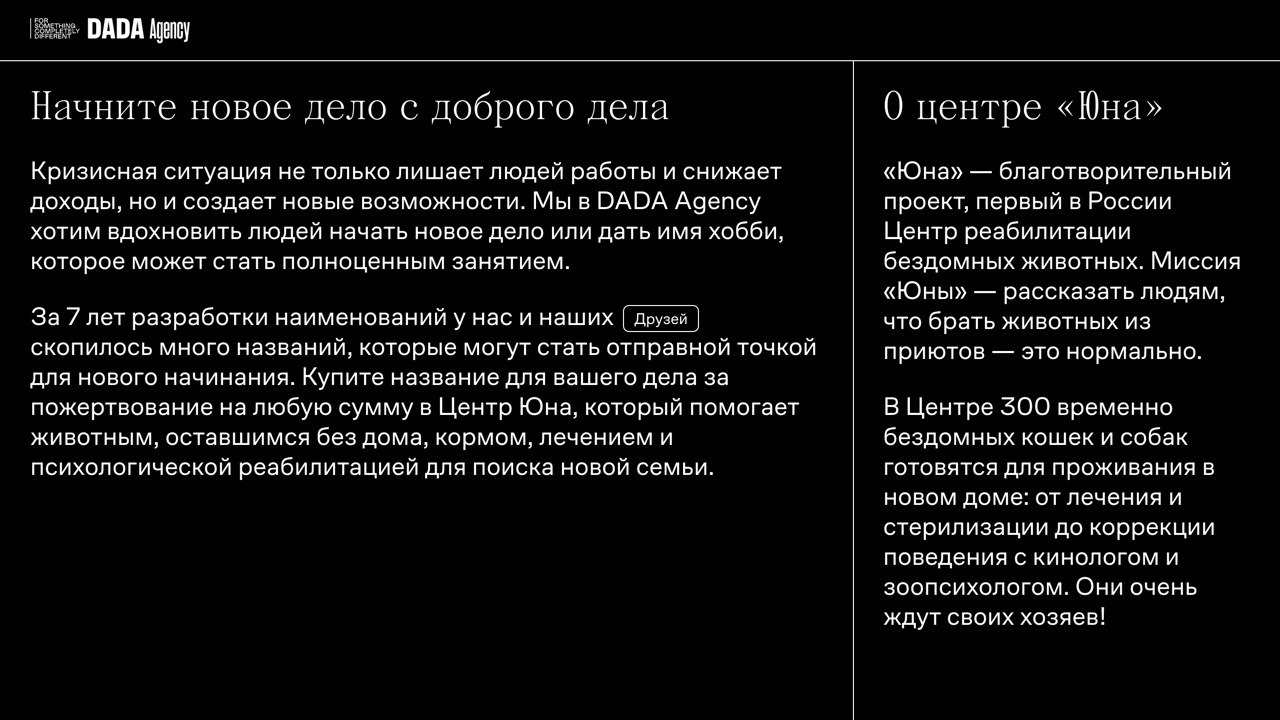 FOR
SOMETHING
COMPLETELY
DIFFERENT
DADA Agency
Начните новое дело с доброго дела
Кризисная ситуация не только лишает людей работы и снижает
доходы, но и создает новые возможности. Мы в DADA Agency
хотим вдохновить людей начать новое дело или дать имя хобби,
которое может стать полноценным занятием.
За 7 лет разработки наименований у нас и наших Друзей
скопилось много названий, которые могут стать отправной точкой
для нового начинания. Купите название для вашего дела за
пожертвование на любую сумму в Центр Юна, который помогает
животным, оставшимся без дома, кормом, лечением и
психологической реабилитацией для поиска новой семьи.
О центре «Юна»
«Юна» — благотворительный
проект, первый в России
Центр реабилитации
бездомных животных. Миссия
«Юны» — рассказать людям,
что брать животных из
приютов — это нормально.
В Центре 300 временно
бездомных кошек и собак
готовятся для проживания в
новом доме: от лечения и
стерилизации до коррекции
поведения с кинологом и
зоопсихологом. Они очень
ждут своих хозяев!